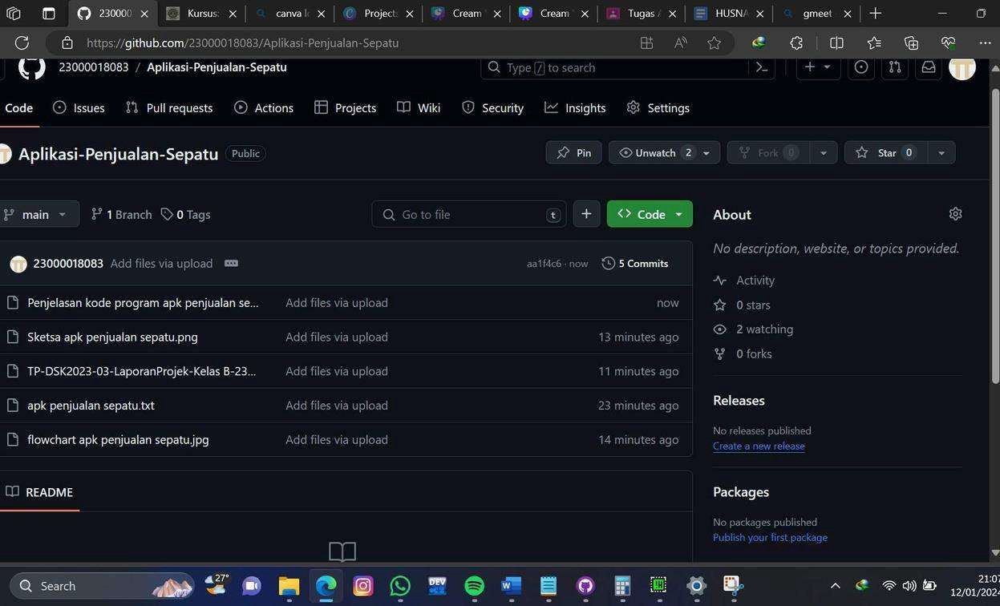 23000
Kursus:
canva l
Project:
Cream
Cream
Tugas
HUSNA
gmeet
https://github.com/23000018083/Aplikasi-Penjualan-Sepatu
23000018083 / Aplikasi-Penjualan-Sepatu
Type / to search
Code Issues Pull requests Actions Projects Wiki Security Insights Settings
Aplikasi-Penjualan-Sepatu Public
Pin Unwatch 2 Fork 0 Star 0
main 1 Branch 0 Tags
Go to file t
Code
23000018083 Add files via upload
aa1f4c6 · now 5 Commits
Penjelasan kode program apk penjualan se... Add files via upload now
Sketsa apk penjualan sepatu.png Add files via upload 13 minutes ago
TP-DSK2023-03-LaporanProjek-Kelas B-23... Add files via upload 11 minutes ago
apk penjualan sepatu.txt Add files via upload 23 minutes ago
flowchart apk penjualan sepatu.jpg Add files via upload 14 minutes ago
README
About
No description, website, or topics provided.
Activity
0 stars
2 watching
0 forks
Releases
No releases published
Create a new release
Packages
No packages published
Publish your first package
Search
27°
DEV
21:07
12/01/2024